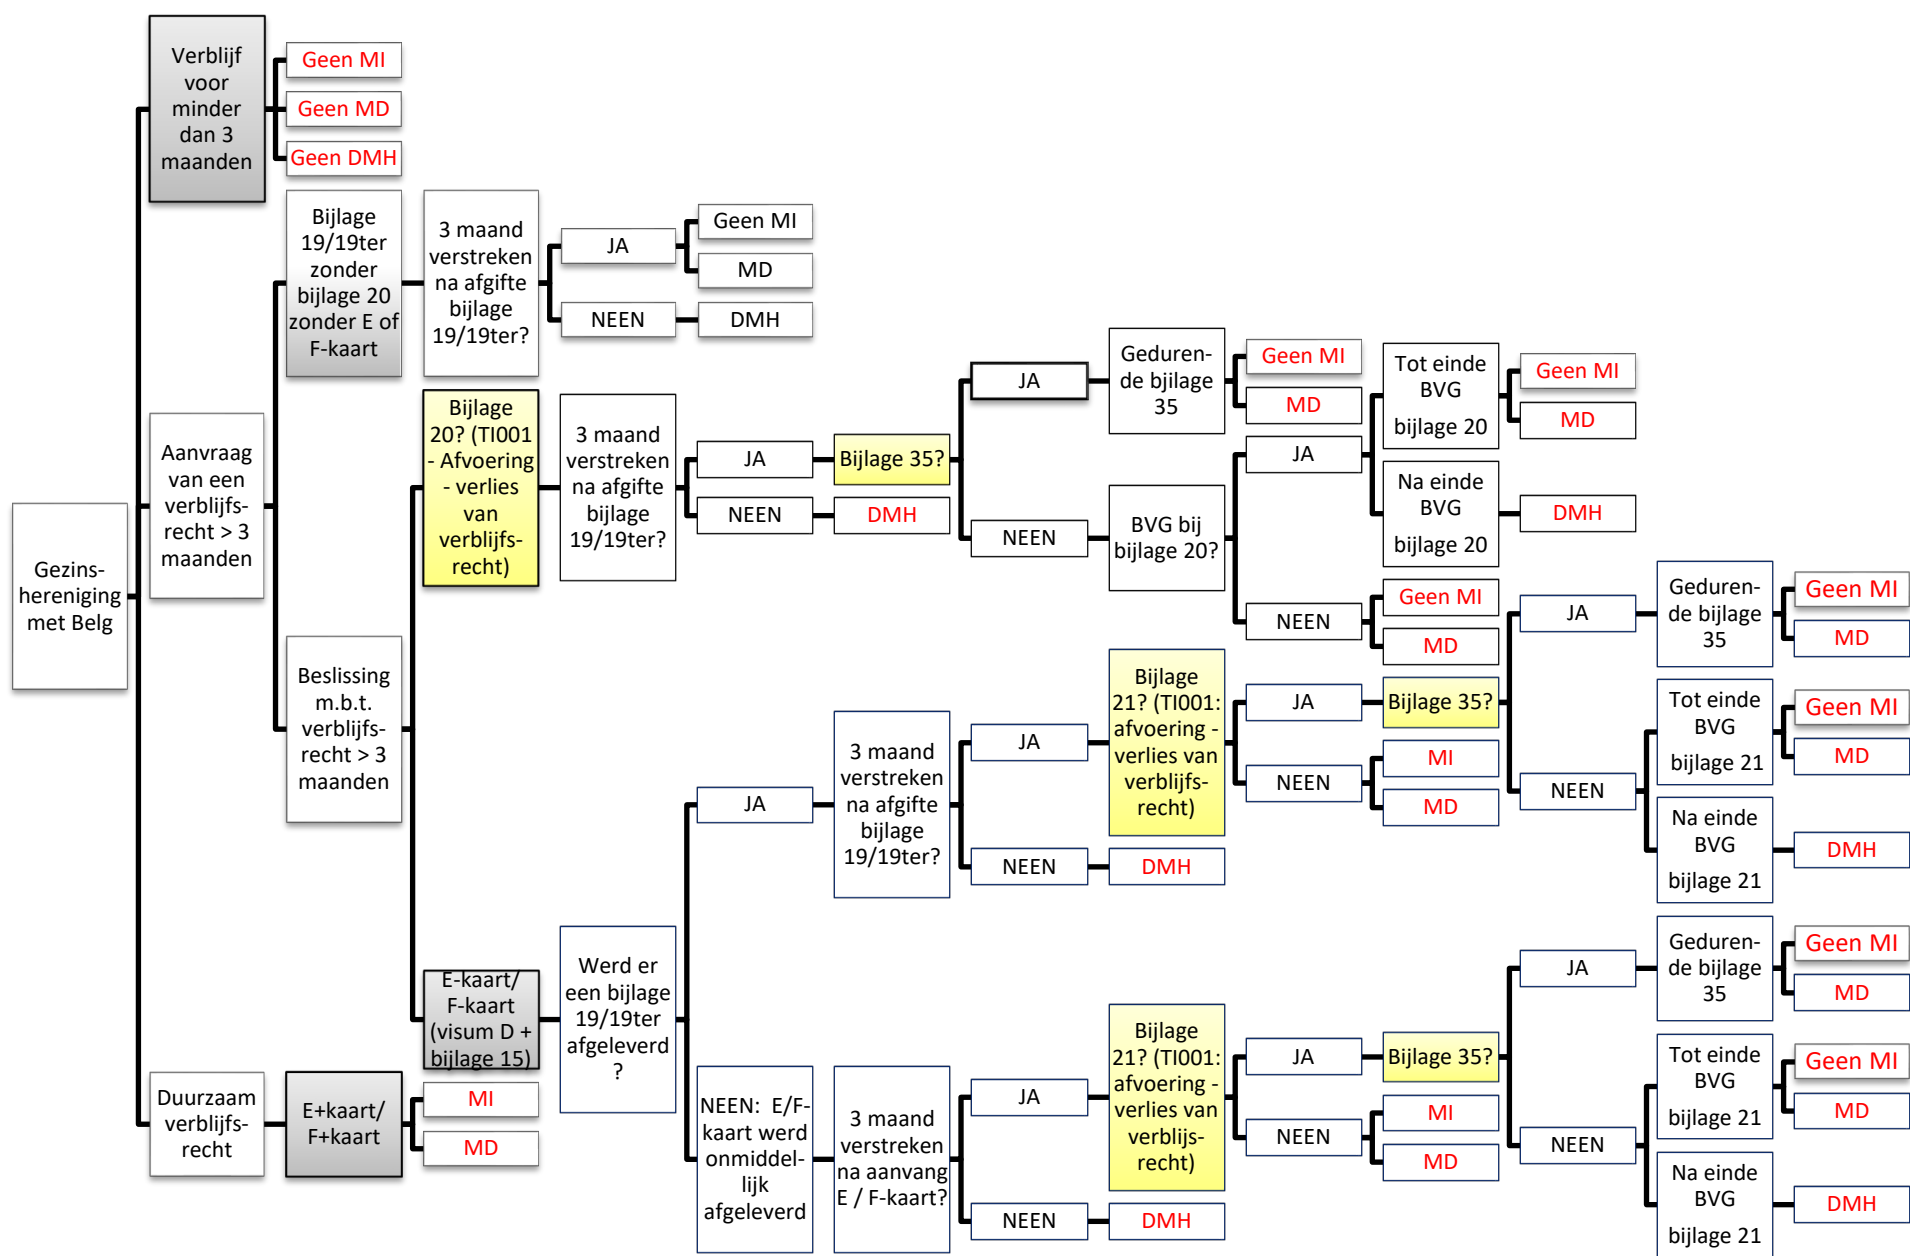 Gezins-
hereniging
met Belg
Verblijf
voor
minder
dan 3
maanden
Geen MI
Geen MD
Geen DMH
Aanvraag
van een
verblijfs-
recht > 3
maanden
Bijlage
19/19ter
zonder
bijlage 20
zonder E of
F-kaart
3 maand
verstreken
na afgifte
bijlage
19/19ter?
JA
Geen MI
MD
NEEN
DMH
Beslissing
m.b.t.
verblijfs-
recht > 3
maanden
Bijlage
20? (TI001
- Afvoering
- verlies
van
verblijfs-
recht)
3 maand
verstreken
na afgifte
bijlage
19/19ter?
JA
Bijlage 35?
JA
Geduren-
de bjilage
35
Geen MI
MD
NEEN
BVG bij
bijlage 20?
JA
Tot einde
BVG
bijlage 20
Geen MI
MD
Na einde
BVG
bijlage 20
DMH
NEEN
Geen MI
MD
NEEN
DMH
E-kaart/
F-kaart
(visum D +
bijlage 15)
Werd er
een bijlage
19/19ter
afgeleverd
?
JA
3 maand
verstreken
na afgifte
bijlage
19/19ter?
JA
Bijlage
21? (TI001:
afvoering -
verlies van
verblijfs-
recht)
JA
Bijlage 35?
JA
Geduren-
de bijlage
35
Geen MI
MD
NEEN
Tot einde
BVG
bijlage 21
Geen MI
MD
Na einde
BVG
bijlage 21
DMH
NEEN
MI
MD
NEEN
DMH
NEEN: E/F-
kaart werd
onmiddel-
lijk
afgeleverd
3 maand
verstreken
na aanvang
E / F-kaart?
JA
Bijlage
21? (TI001:
afvoering -
verlies van
verblijs-
recht)
JA
Bijlage 35?
JA
Geduren-
de bijlage
35
Geen MI
MD
NEEN
Tot einde
BVG
bijlage 21
Geen MI
MD
Na einde
BVG
bijlage 21
DMH
NEEN
MI
MD
NEEN
DMH
Duurzaam
verblijfs-
recht
E+kaart/
F+kaart
MI
MD